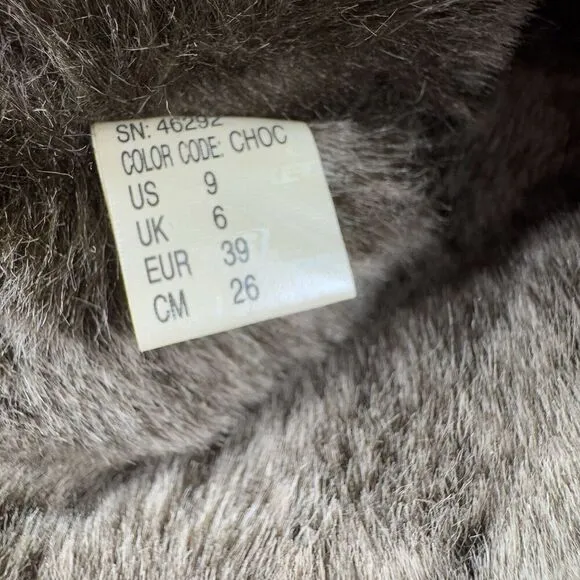 SN: 46292
COLOR CODE: CHOC
US 9
UK 6
EUR 39
CM 26